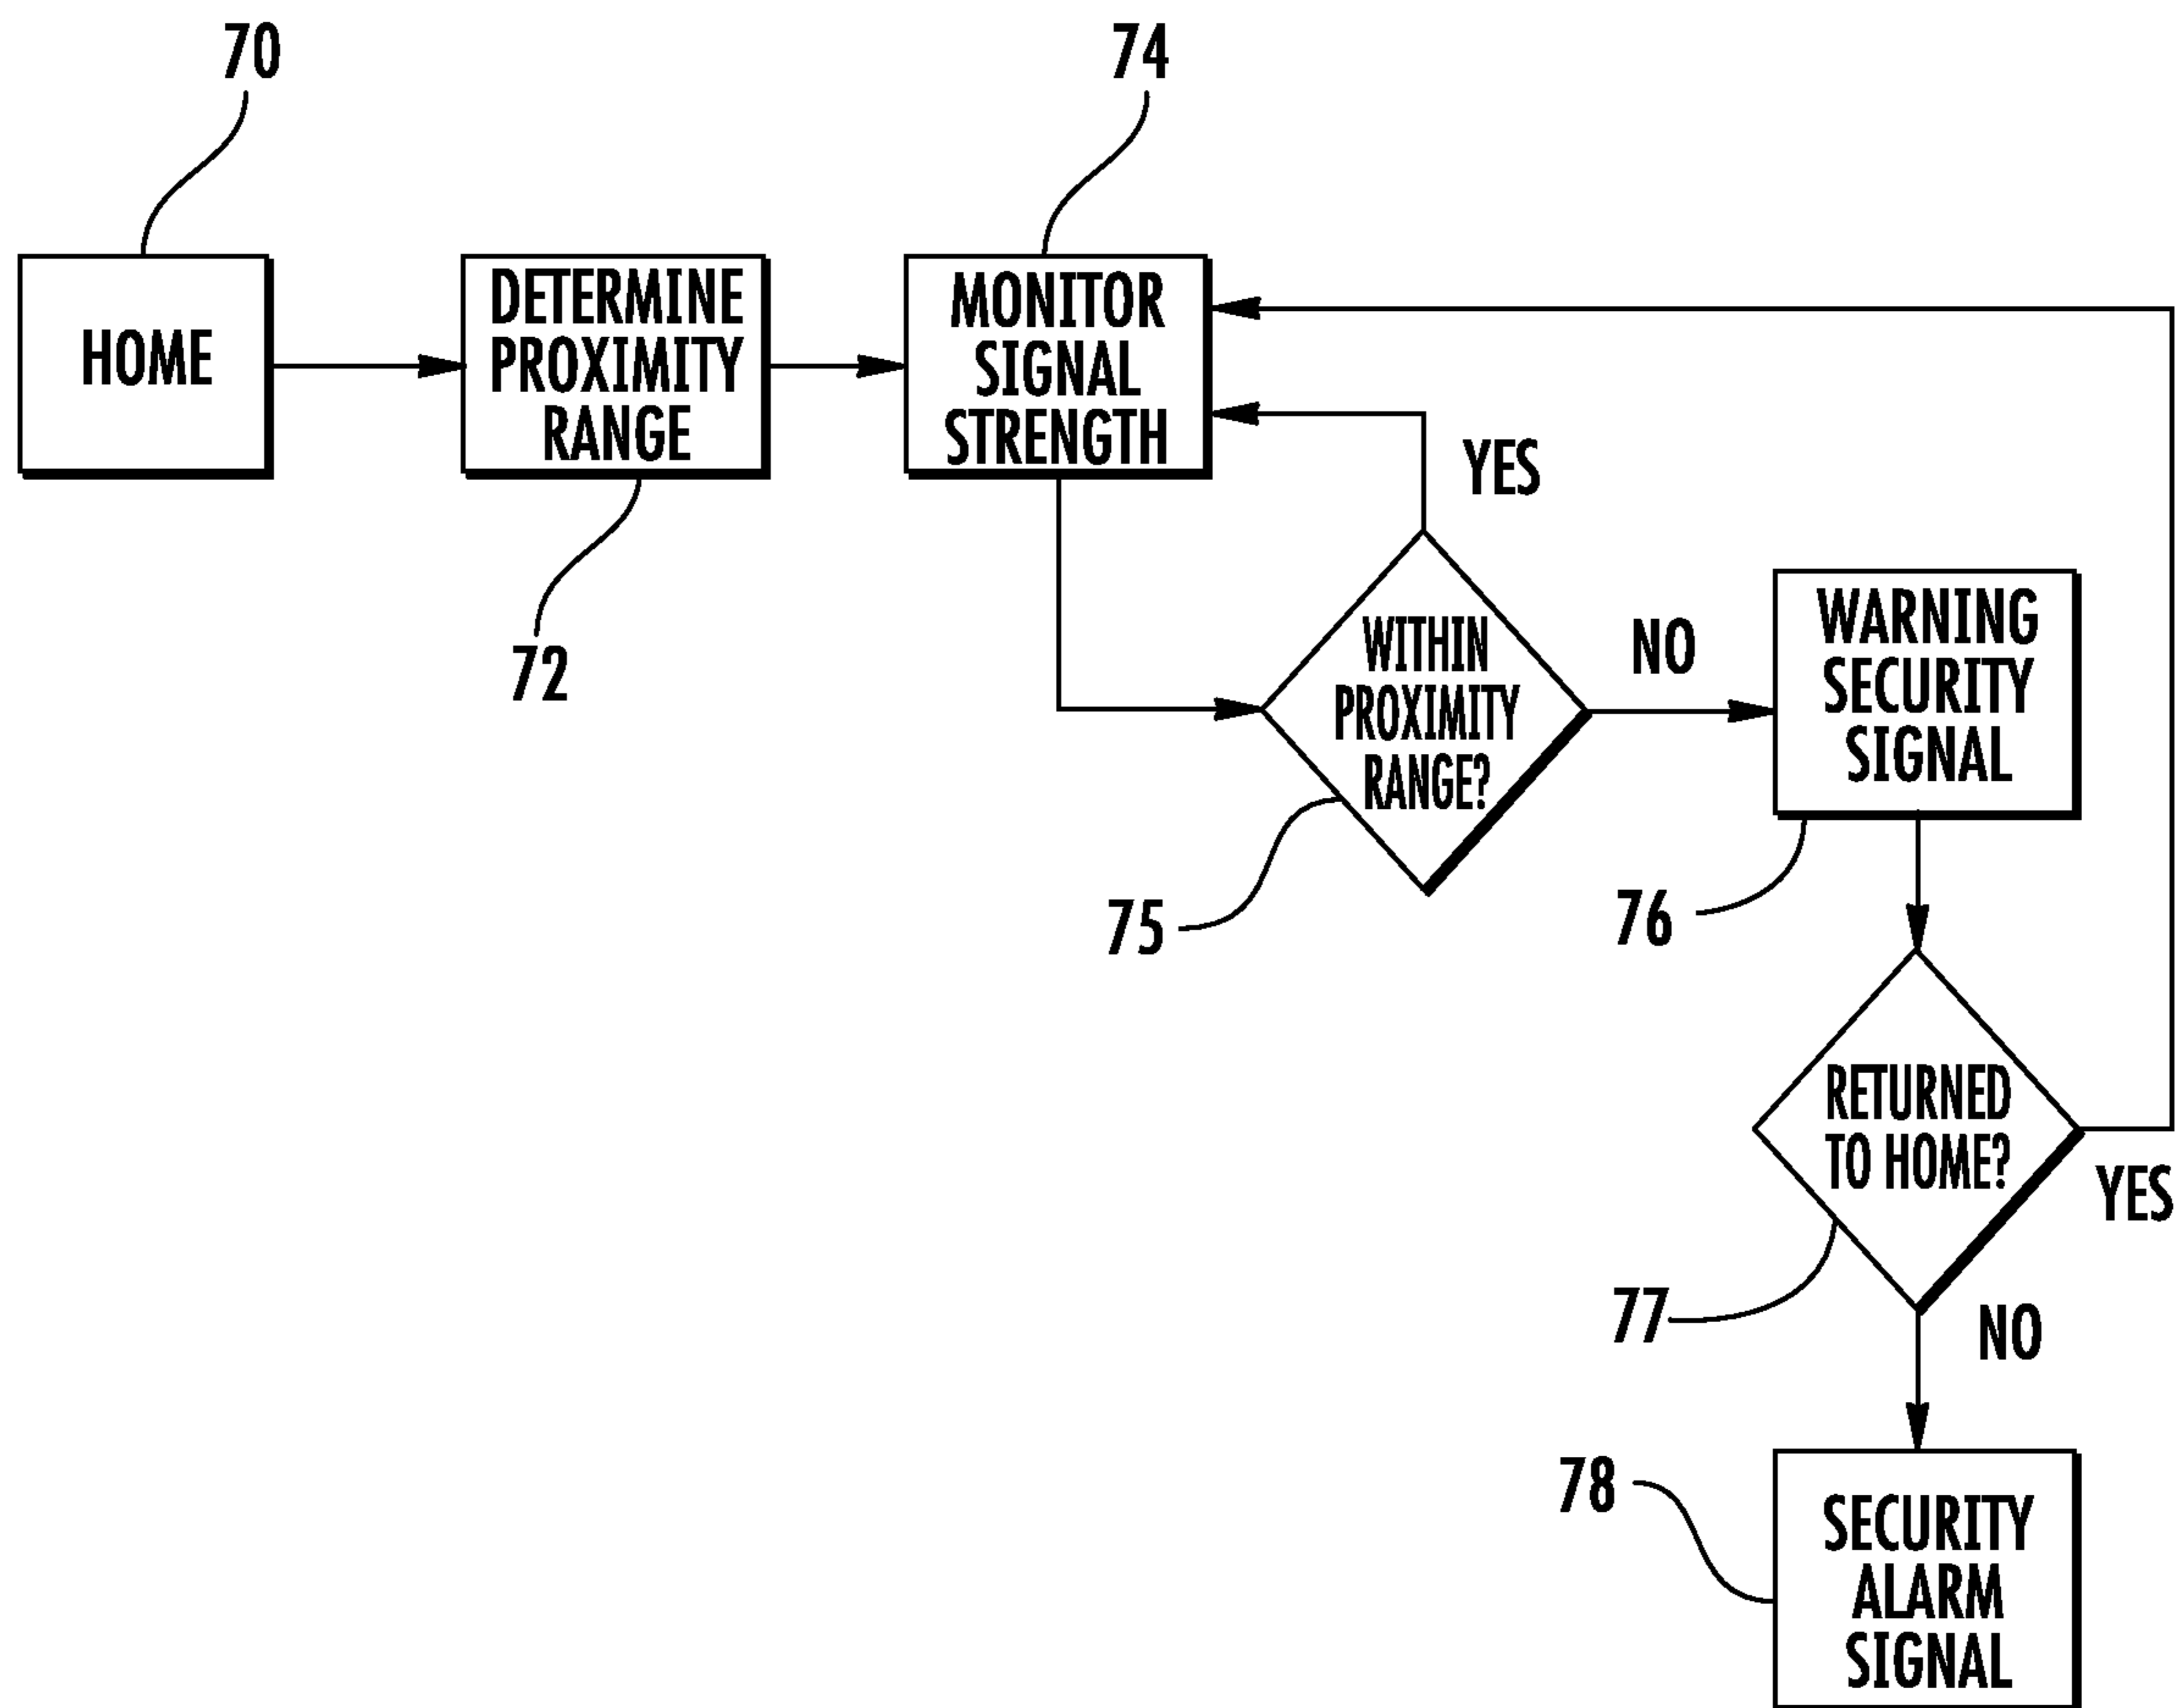 70
74
HOME
DETERMINE
PROXIMITY
RANGE
MONITOR
SIGNAL
STRENGTH
72
YES
WITHIN
PROXIMITY
RANGE?
NO
WARNING
SECURITY
SIGNAL
75
76
RETURNED
TO HOME?
YES
77
NO
78
SECURITY
ALARM
SIGNAL